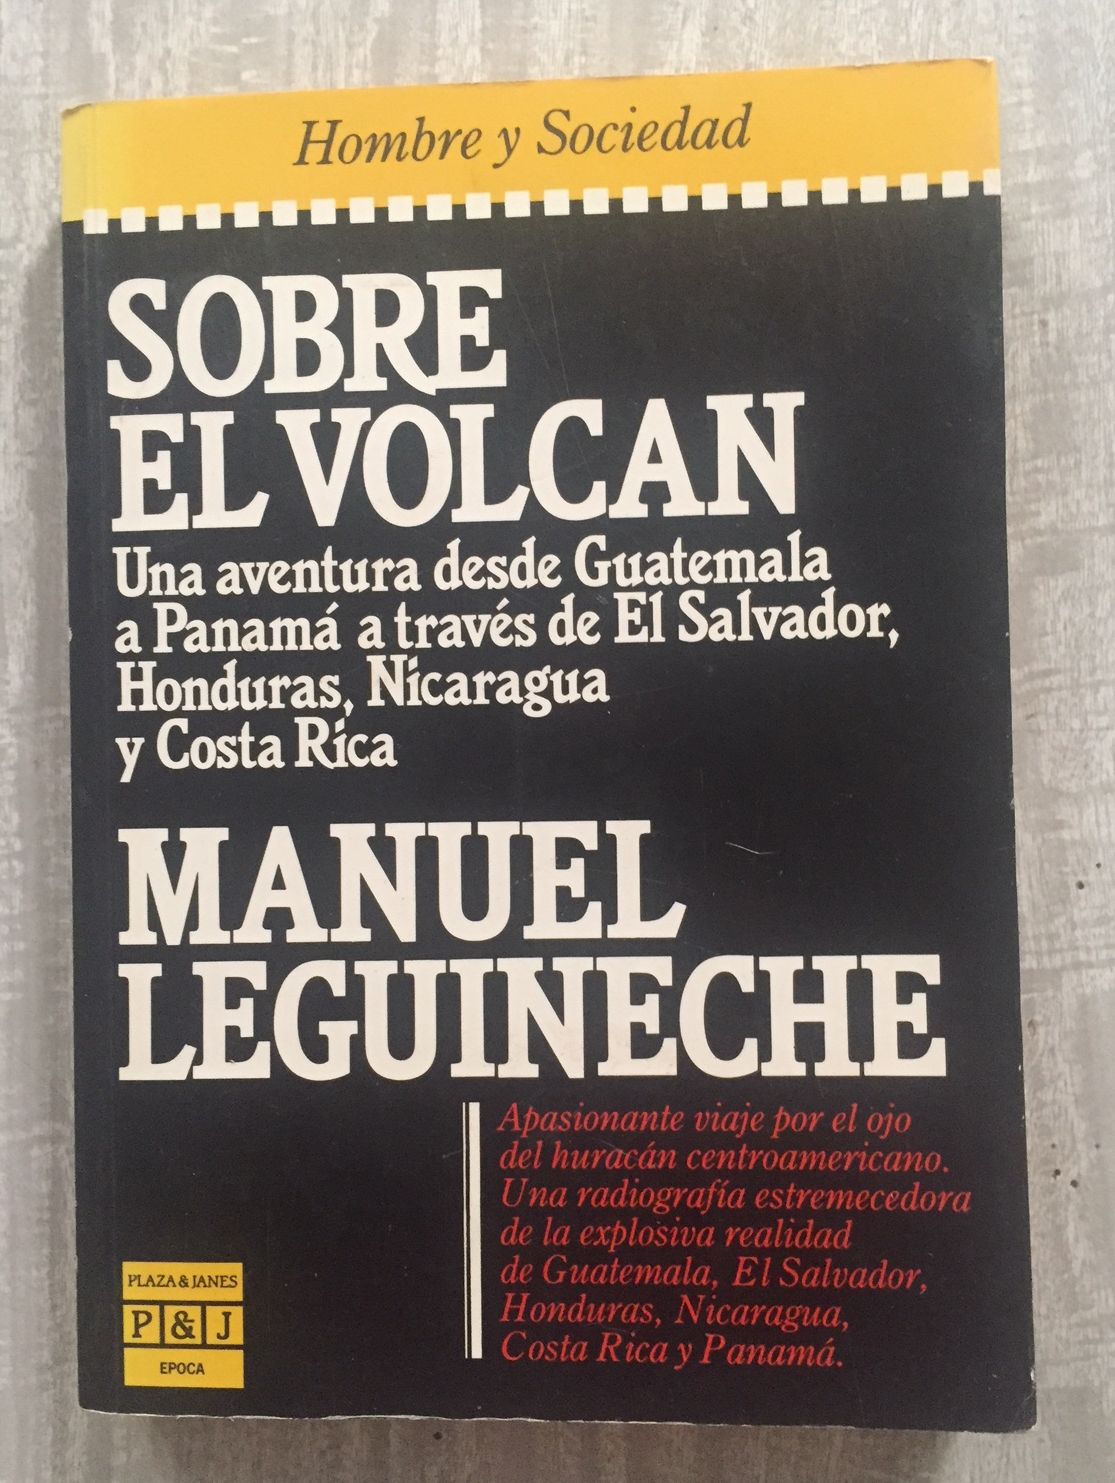 Hombre y Sociedad
SOBRE
EL VOLCAN
Una aventura desde Guatemala
a Panamá a través de El Salvador,
Honduras, Nicaragua
y Costa Rica
MANUEL
LEGUINECHE
Apasionante viaje por el ojo
del huracán centroamericano.
Una radiografía estremecedora
de la explosiva realidad
de Guatemala, El Salvador,
Honduras, Nicaragua,
Costa Rica y Panamá.
PLAZA & JANES
P & J
EPOCA